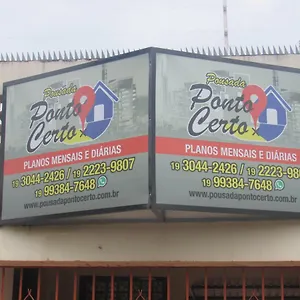 Pousada
Ponto
Certo
PLANOS MENSAIS E DIÁRIAS
19 3044-2426 / 19 2223-9807
19 99384-7648
www.pousadapontocerto.com.br
Pousada
Ponto
Certo
PLANOS MENSAIS E DIÁRIAS
19 3044-2426 / 19 2223-980
19 99384-7648
www.pousadapontocerto.com.br